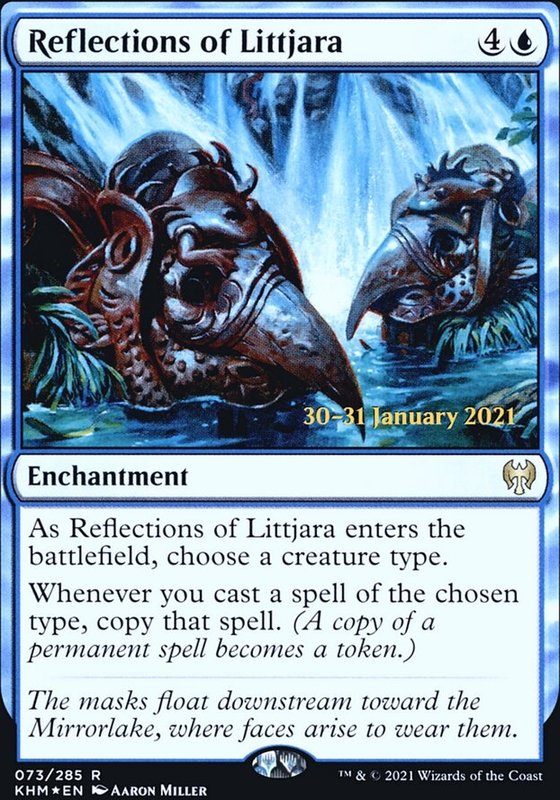 Reflections of Littjara 4
30-31 January 2021
Enchantment
As Reflections of Littjara enters the
battlefield, choose a creature type.
Whenever you cast a spell of the chosen
type, copy that spell. (A copy of a
permanent spell becomes a token.)
The masks float downstream toward the
Mirrorlake, where faces arise to wear them.
073/285 R
KHM★EN Aaron Miller
™ & © 2021 Wizards of the Coast